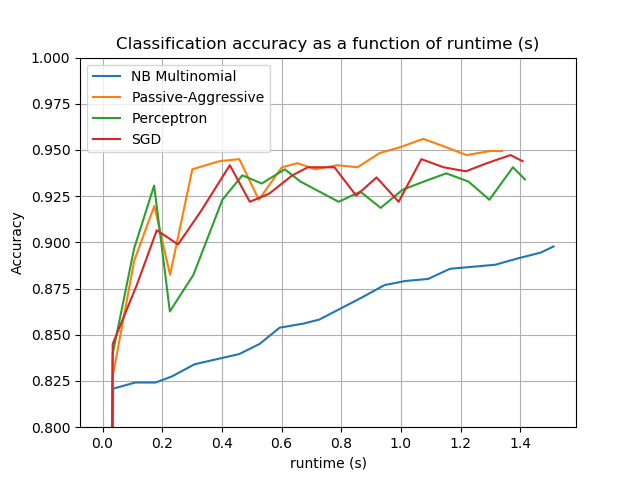 Classification accuracy as a function of runtime (s)
NB Multinomial
Passive-Aggressive
Perceptron
SGD
Accuracy
1.000
0.975
0.950
0.925
0.900
0.875
0.850
0.825
0.800
0.0 0.2 0.4 0.6 0.8 1.0 1.2 1.4
runtime (s)